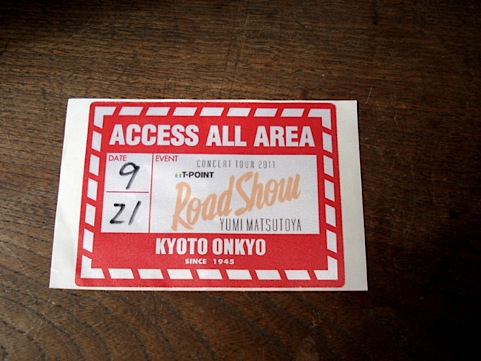 ACCESS ALL AREA
DATE
9
21
EVENT
CONCERT TOUR 2011
T-POINT
Road Show
YUMI MATSUTOYA
KYOTO ONKYO
SINCE 1945